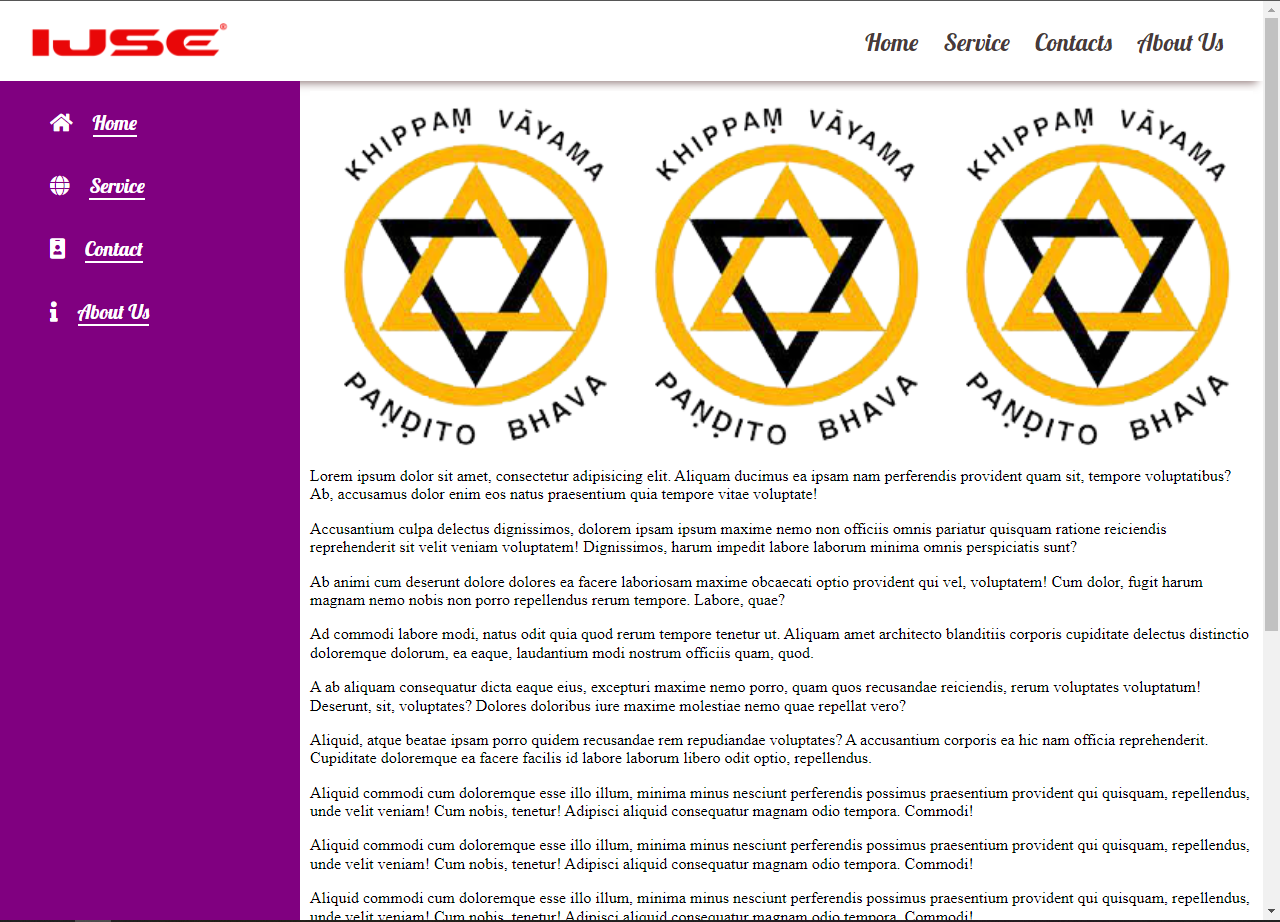 IJSE®
Home Service Contacts About Us
Home
Service
Contact
About Us
KHIPPAṂ VĀYAMA KHIPPAṂ VĀYAMA KHIPPAṂ VĀYAMA
PAṆḌITO BHAVA PAṆḌITO BHAVA PAṆḌITO BHAVA
Lorem ipsum dolor sit amet, consectetur adipisicing elit. Aliquam ducimus ea ipsam nam perferendis provident quam sit, tempore voluptatibus?
Ab, accusamus dolor enim eos natus praesentium quia tempore vitae voluptate!
Accusantium culpa delectus dignissimos, dolorem ipsam ipsum maxime nemo non officiis omnis pariatur quisquam ratione reiciendis
reprehenderit sit velit veniam voluptatem! Dignissimos, harum impedit labore laborum minima omnis perspiciatis sunt?
Ab animi cum deserunt dolore dolores ea facere laboriosam maxime obcaecati optio provident qui vel, voluptatem! Cum dolor, fugit harum
magnam nemo nobis non porro repellendus rerum tempore. Labore, quae?
Ad commodi labore modi, natus odit quia quod rerum tempore tenetur ut. Aliquam amet architecto blanditiis corporis cupiditate delectus distinctio
doloremque dolorum, ea eaque, laudantium modi nostrum officiis quam, quod.
A ab aliquam consequatur dicta eaque eius, excepturi maxime nemo porro, quam quos recusandae reiciendis, rerum voluptates voluptatum!
Deserunt, sit, voluptates? Dolores doloribus iure maxime molestiae nemo quae repellat vero?
Aliquid, atque beatae ipsam porro quidem recusandae rem repudiandae voluptates? A accusantium corporis ea hic nam officia reprehenderit.
Cupiditate doloremque ea facere facilis id labore laborum libero odit optio, repellendus.
Aliquid commodi cum doloremque esse illo illum, minima minus nesciunt perferendis possimus praesentium provident qui quisquam, repellendus,
unde velit veniam! Cum nobis, tenetur! Adipisci aliquid consequatur magnam odio tempora. Commodi!
Aliquid commodi cum doloremque esse illo illum, minima minus nesciunt perferendis possimus praesentium provident qui quisquam, repellendus,
unde velit veniam! Cum nobis, tenetur! Adipisci aliquid consequatur magnam odio tempora. Commodi!
Aliquid commodi cum doloremque esse illo illum, minima minus nesciunt perferendis possimus praesentium provident qui quisquam, repellendus,
unde velit veniam! Cum nobis, tenetur! Adipisci aliquid consequatur magnam odio tempora. Commodi!